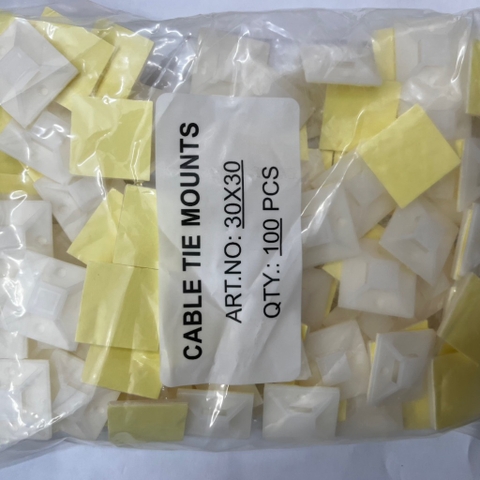 CABLE TIE MOUNTS
ART.NO: 30X30
QTY.: 100 PCS